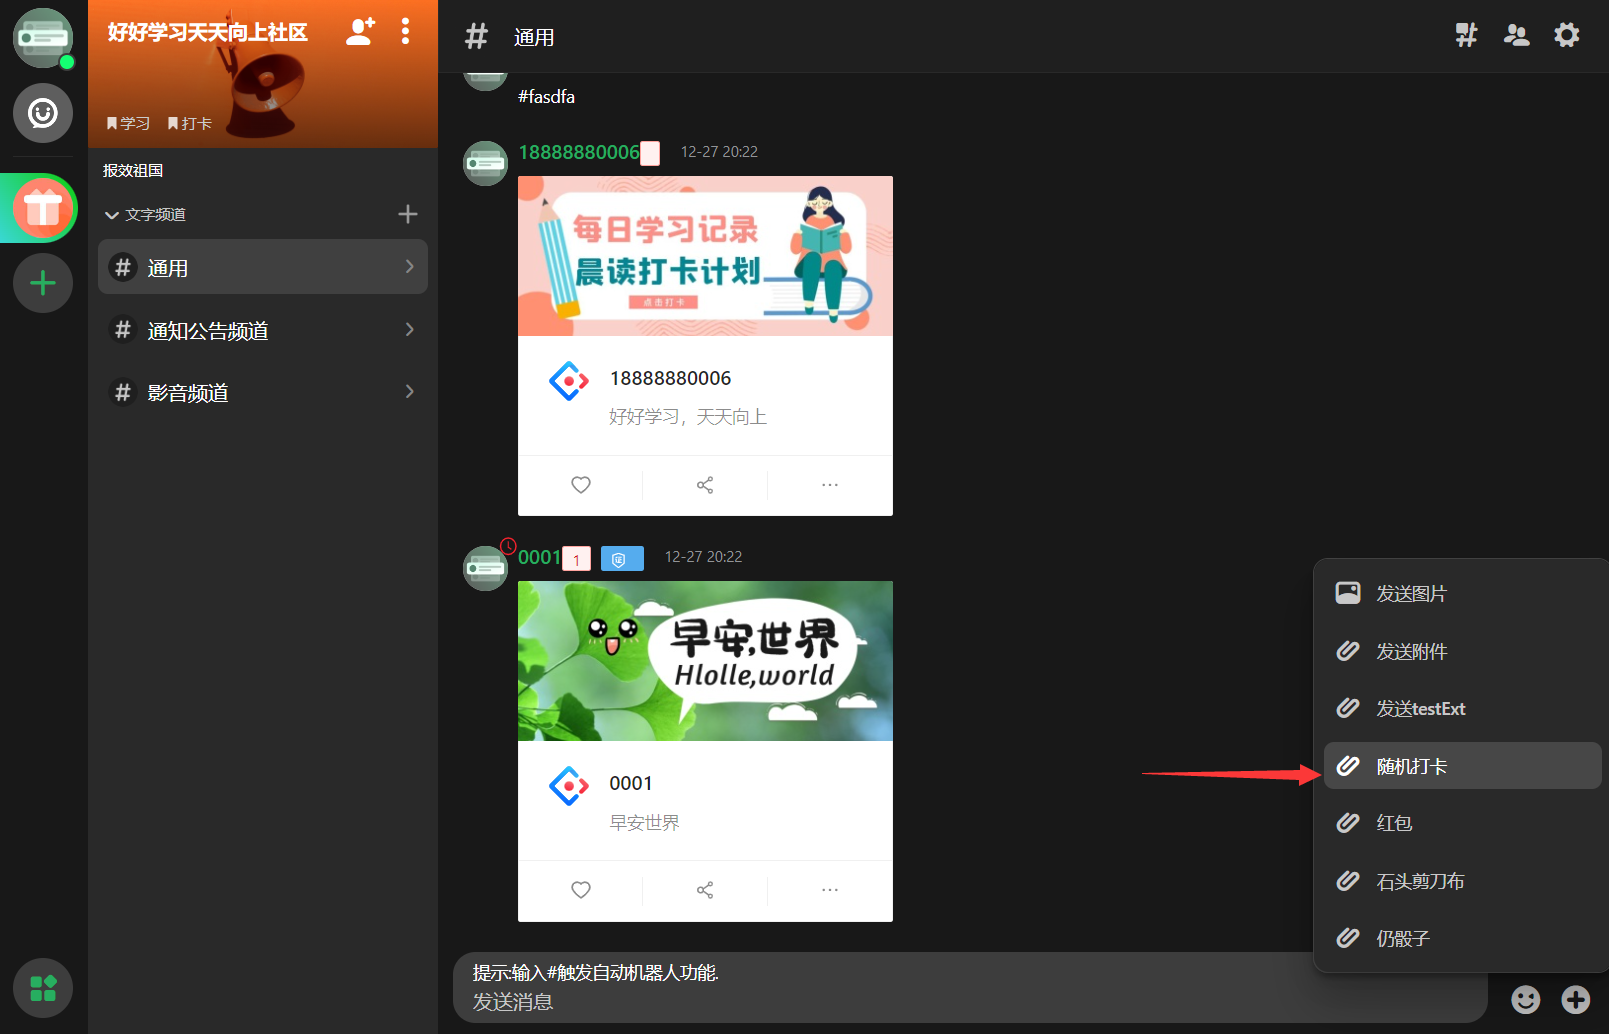 好好学习天天向上社区
学习 打卡
报效祖国
文字频道
# 通用
# 通知公告频道
# 影音频道
# 通用
#fasdfa
18888880006 12-27 20:22
每日学习记录
晨读打卡计划
点击打卡
18888880006
好好学习，天天向上
0001 1 证 12-27 20:22
早安,世界
Hlolle,world
0001
早安世界
发送图片
发送附件
发送testExt
随机打卡
红包
石头剪刀布
仍骰子
提示:输入#触发自动机器人功能.
发送消息